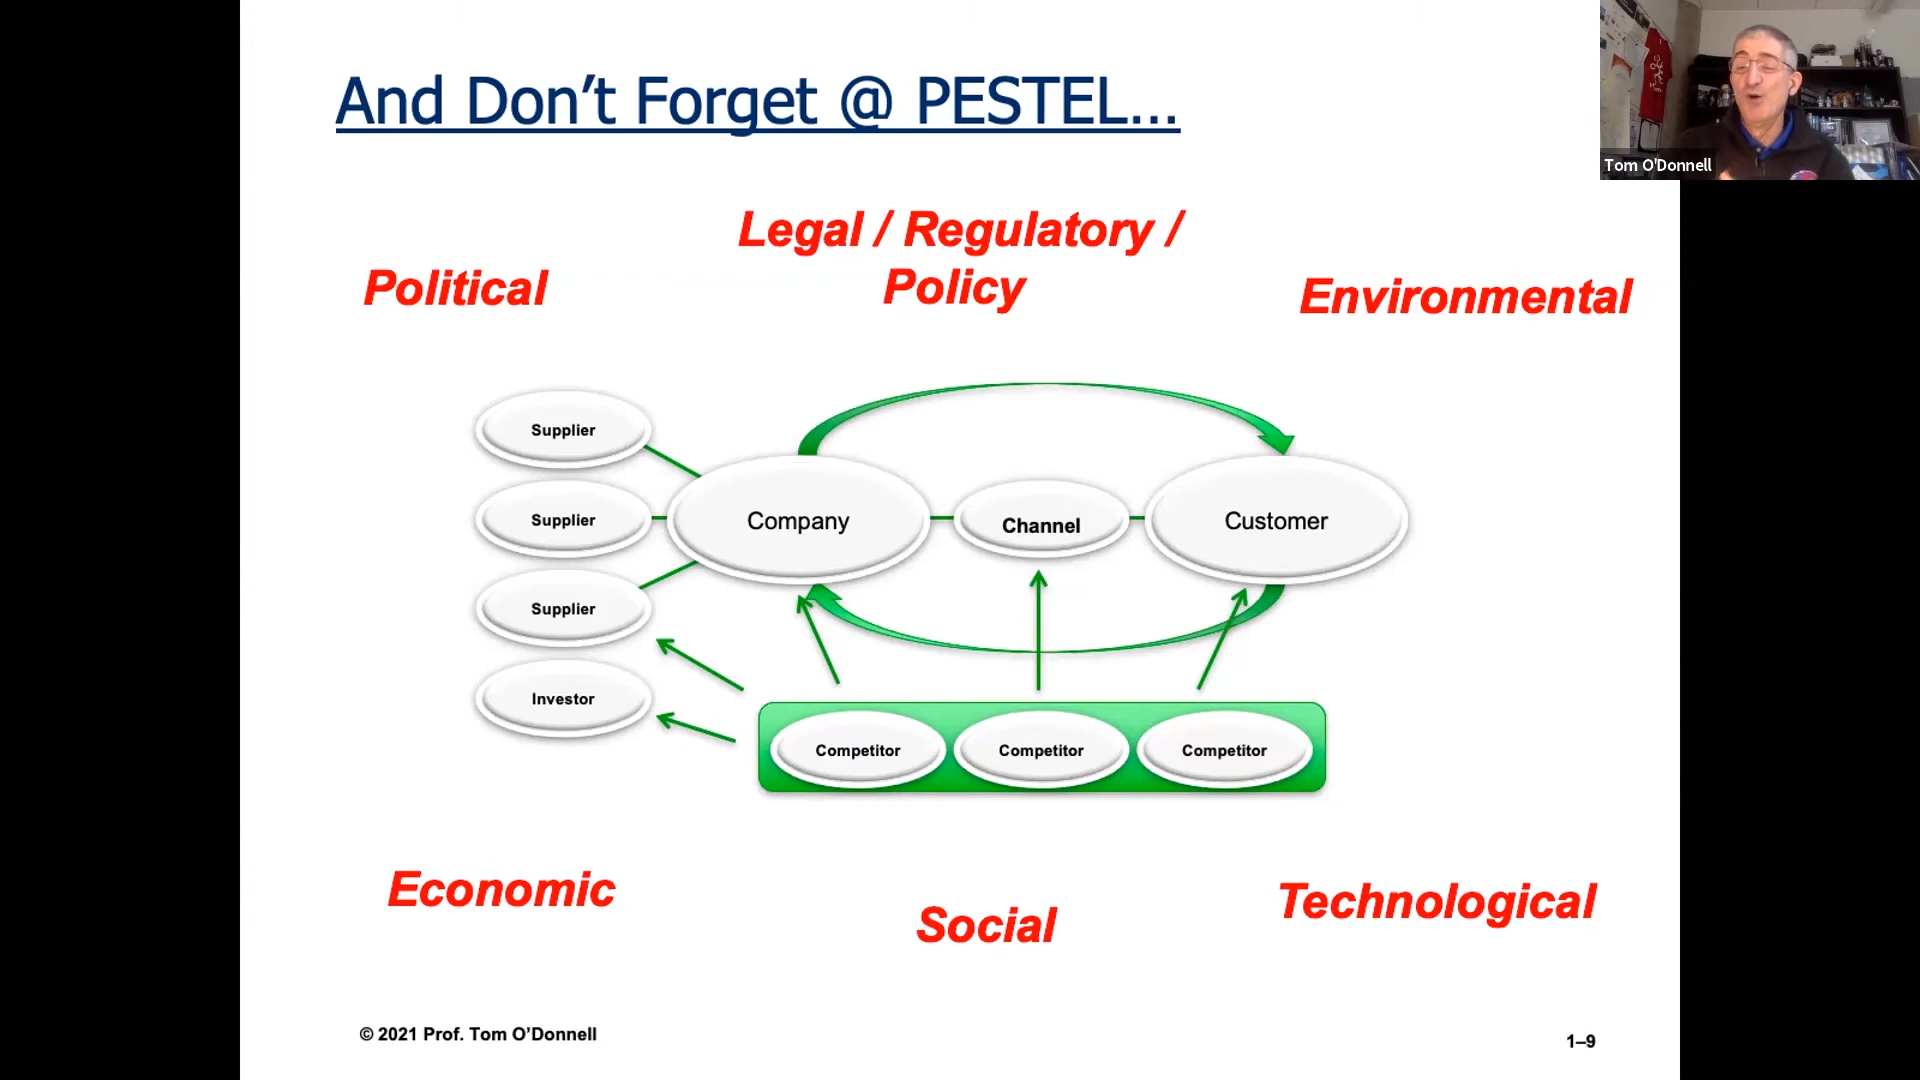 And Don't Forget @ PESTEL...
Tom O'Donnell
Legal / Regulatory /
Policy
Political
Environmental
Supplier
Supplier
Company
Channel
Customer
Supplier
Investor
Competitor
Competitor
Competitor
Economic
Social
Technological
© 2021 Prof. Tom O'Donnell
1–9